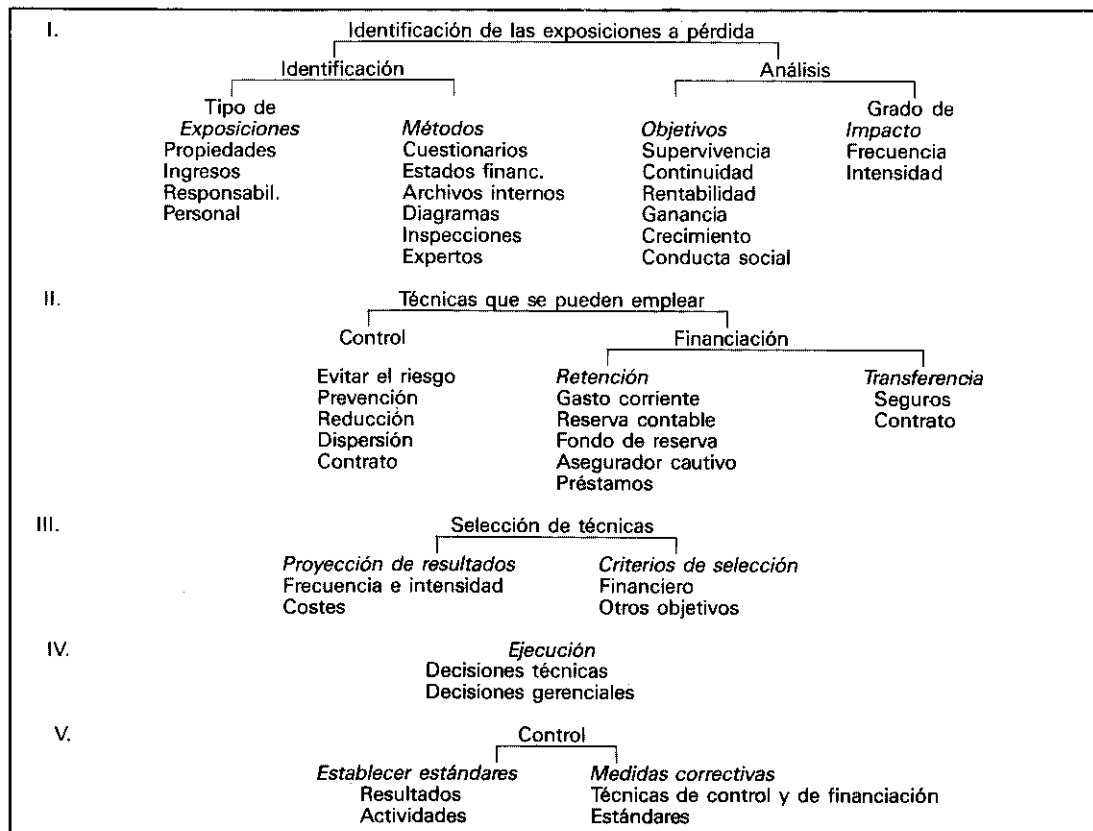 I. Identificación de las exposiciones a pérdida
Identificación Análisis
Tipo de Grado de
Exposiciones Métodos Objetivos Impacto
Propiedades Cuestionarios Supervivencia Frecuencia
Ingresos Estados financ. Continuidad Intensidad
Responsabil. Archivos internos Rentabilidad
Personal Diagramas Ganancia
Inspecciones Crecimiento
Expertos Conducta social
II. Técnicas que se pueden emplear
Control Financiación
Evitar el riesgo Retención Transferencia
Prevención Gasto corriente Seguros
Reducción Reserva contable Contrato
Dispersión Fondo de reserva
Contrato Asegurador cautivo
Préstamos
III. Selección de técnicas
Proyección de resultados Criterios de selección
Frecuencia e intensidad Financiero
Costes Otros objetivos
IV. Ejecución
Decisiones técnicas
Decisiones gerenciales
V. Control
Establecer estándares Medidas correctivas
Resultados Técnicas de control y de financiación
Actividades Estándares